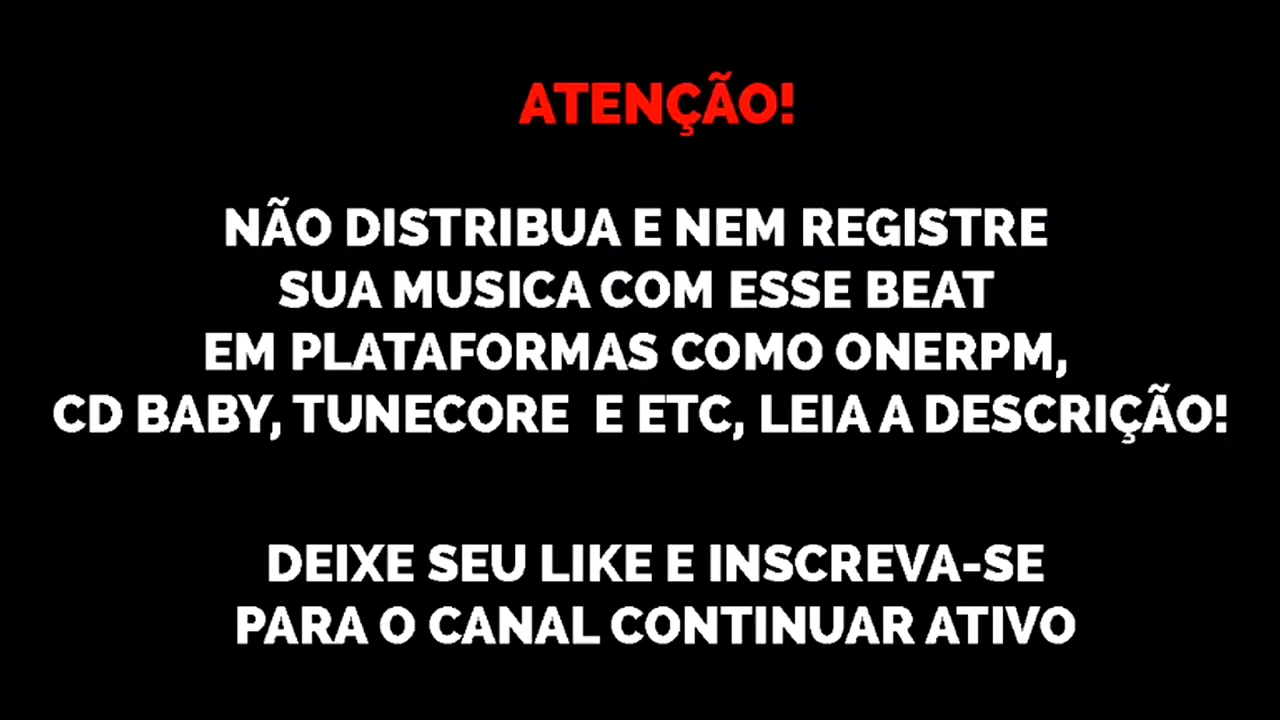 ATENÇÃO!
NÃO DISTRIBUA E NEM REGISTRE
SUA MUSICA COM ESSE BEAT
EM PLATAFORMAS COMO ONERPM,
CD BABY, TUNECORE E ETC, LEIA A DESCRIÇÃO!
DEIXE SEU LIKE E INSCREVA-SE
PARA O CANAL CONTINUAR ATIVO